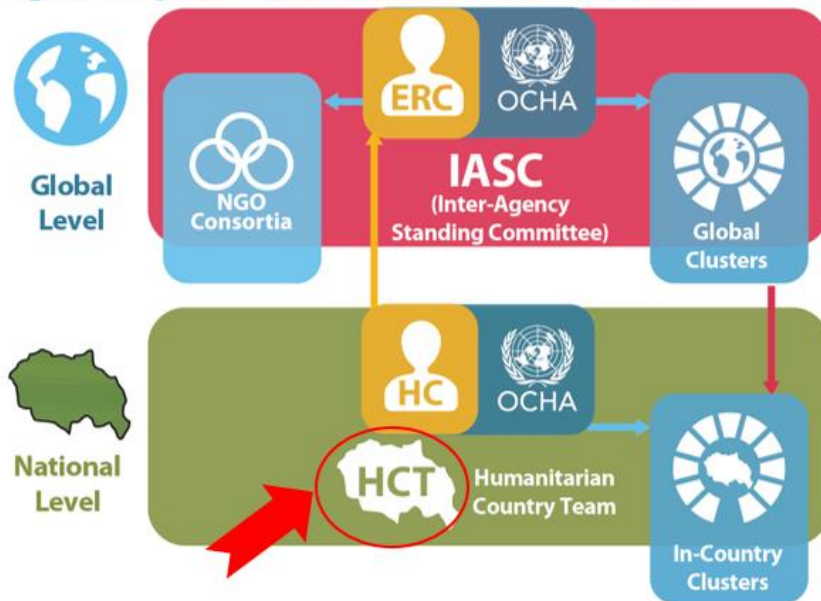 ERC
OCHA
Global
Level
NGO
Consortia
IASC
(Inter-Agency
Standing Committee)
Global
Clusters
HC
OCHA
National
Level
HCT
Humanitarian
Country Team
In-Country
Clusters